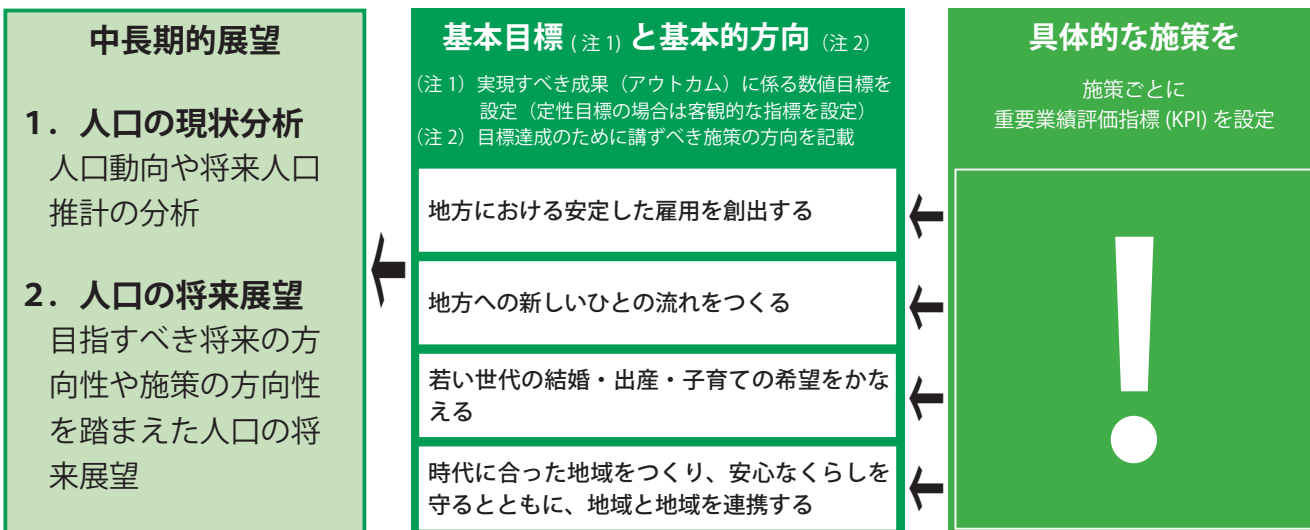 中長期的展望
1．人口の現状分析
人口動向や将来人口
推計の分析
2．人口の将来展望
目指すべき将来の方
向性や施策の方向性
を踏まえた人口の将
来展望
基本目標 ( 注 1) と基本的方向 （注 2）
（注 1）実現すべき成果（アウトカム）に係る数値目標を
設定（定性目標の場合は客観的な指標を設定）
（注 2）目標達成のために講ずべき施策の方向を記載
地方における安定した雇用を創出する
地方への新しいひとの流れをつくる
若い世代の結婚・出産・子育ての希望をかな
える
時代に合った地域をつくり、安心なくらしを
守るとともに、地域と地域を連携する
具体的な施策を
施策ごとに
重要業績評価指標 (KPI) を設定
!